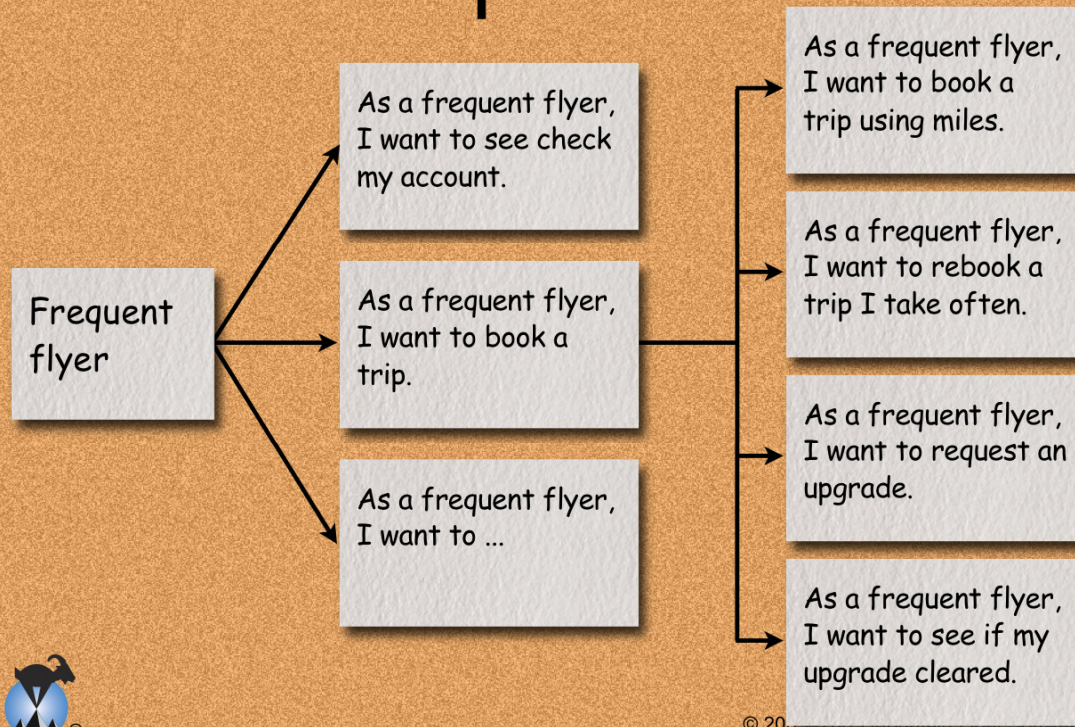 Frequent
flyer
As a frequent flyer,
I want to see check
my account.
As a frequent flyer,
I want to book a
trip.
As a frequent flyer,
I want to ...
As a frequent flyer,
I want to book a
trip using miles.
As a frequent flyer,
I want to rebook a
trip I take often.
As a frequent flyer,
I want to request an
upgrade.
As a frequent flyer,
I want to see if my
upgrade cleared.
®
© 20